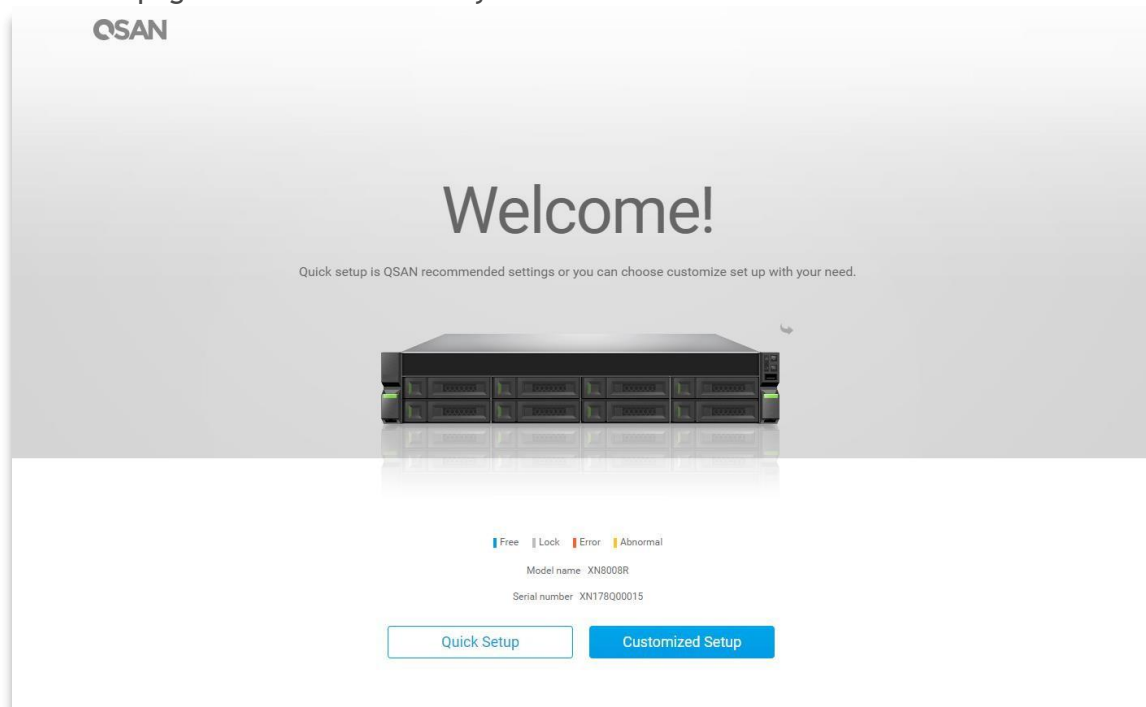 QSAN
Welcome!
Quick setup is QSAN recommended settings or you can choose customize set up with your need.
Free Lock Error Abnormal
Model name XN8008R
Serial number XN178Q00015
Quick Setup Customized Setup